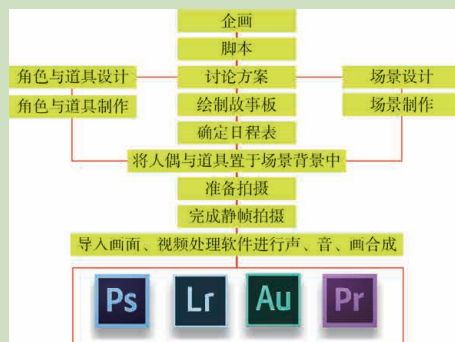 企画
脚本
角色与道具设计
讨论方案
场景设计
角色与道具制作
绘制故事板
场景制作
确定日程表
将人偶与道具置于场景背景中
准备拍摄
完成静帧拍摄
导入画面、视频处理软件进行声、音、画合成
Ps
Lr
Au
Pr